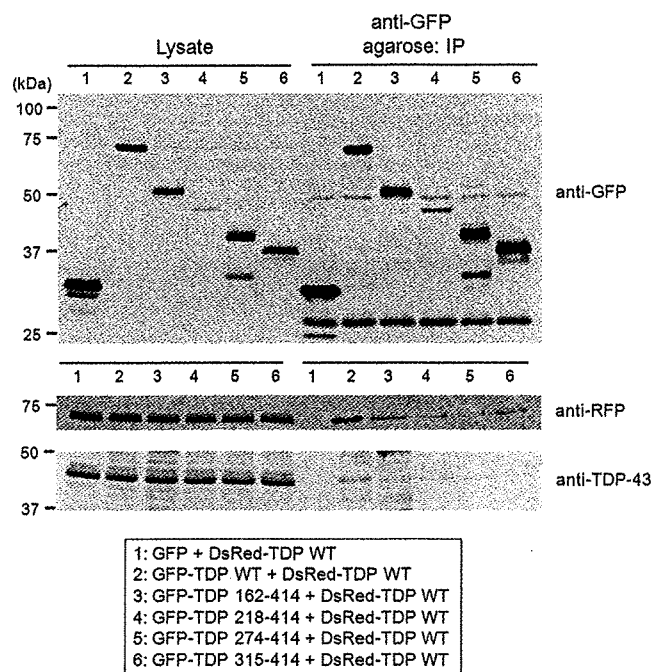 anti-GFP
Lysate agarose: IP
(kDa) 1 2 3 4 5 6 1 2 3 4 5 6
100
75
50 anti-GFP
37
25
1 2 3 4 5 6 1 2 3 4 5 6
75 anti-RFP
50
anti-TDP-43
37
1: GFP + DsRed-TDP WT
2: GFP-TDP WT + DsRed-TDP WT
3: GFP-TDP 162-414 + DsRed-TDP WT
4: GFP-TDP 218-414 + DsRed-TDP WT
5: GFP-TDP 274-414 + DsRed-TDP WT
6: GFP-TDP 315-414 + DsRed-TDP WT